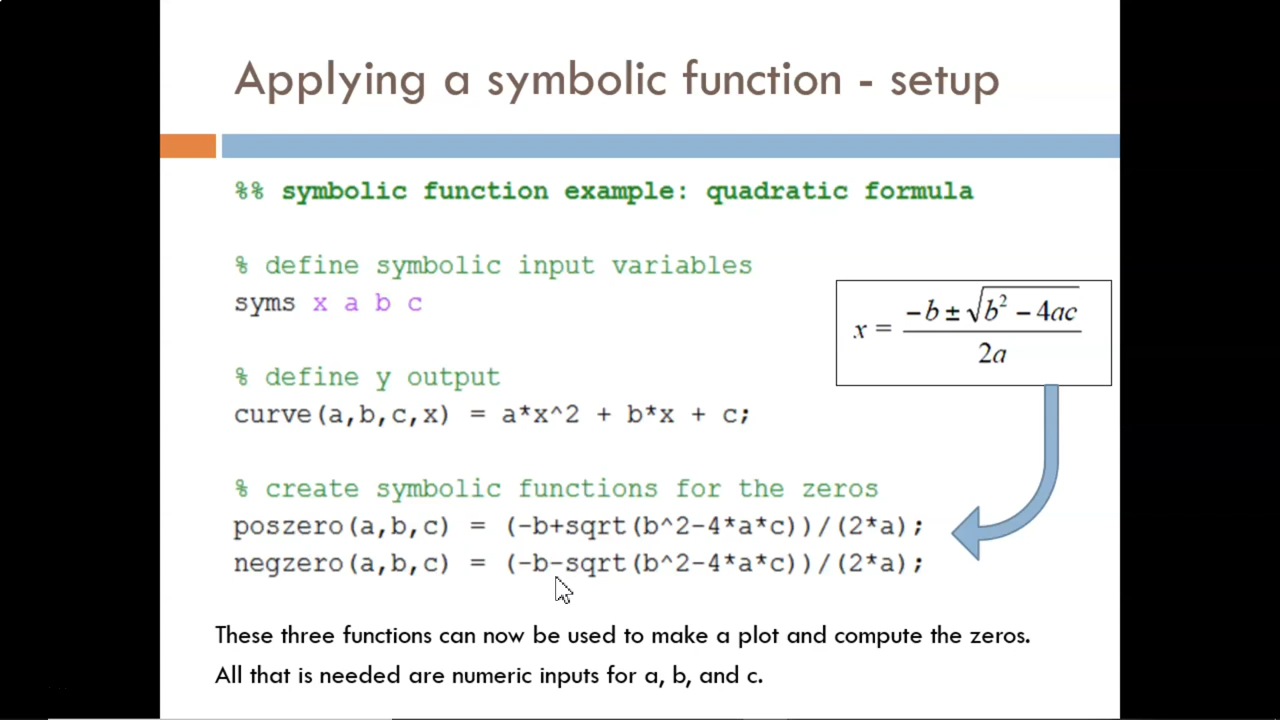 Applying a symbolic function - setup
%% symbolic function example: quadratic formula
% define symbolic input variables
syms x a b c
% define y output
curve(a,b,c,x) = a*x^2 + b*x + c;
% create symbolic functions for the zeros
poszero(a,b,c) = (-b+sqrt(b^2-4*a*c))/(2*a);
negzero(a,b,c) = (-b-sqrt(b^2-4*a*c))/(2*a);
x = (-b ± √(b² - 4ac)) / 2a
These three functions can now be used to make a plot and compute the zeros.
All that is needed are numeric inputs for a, b, and c.